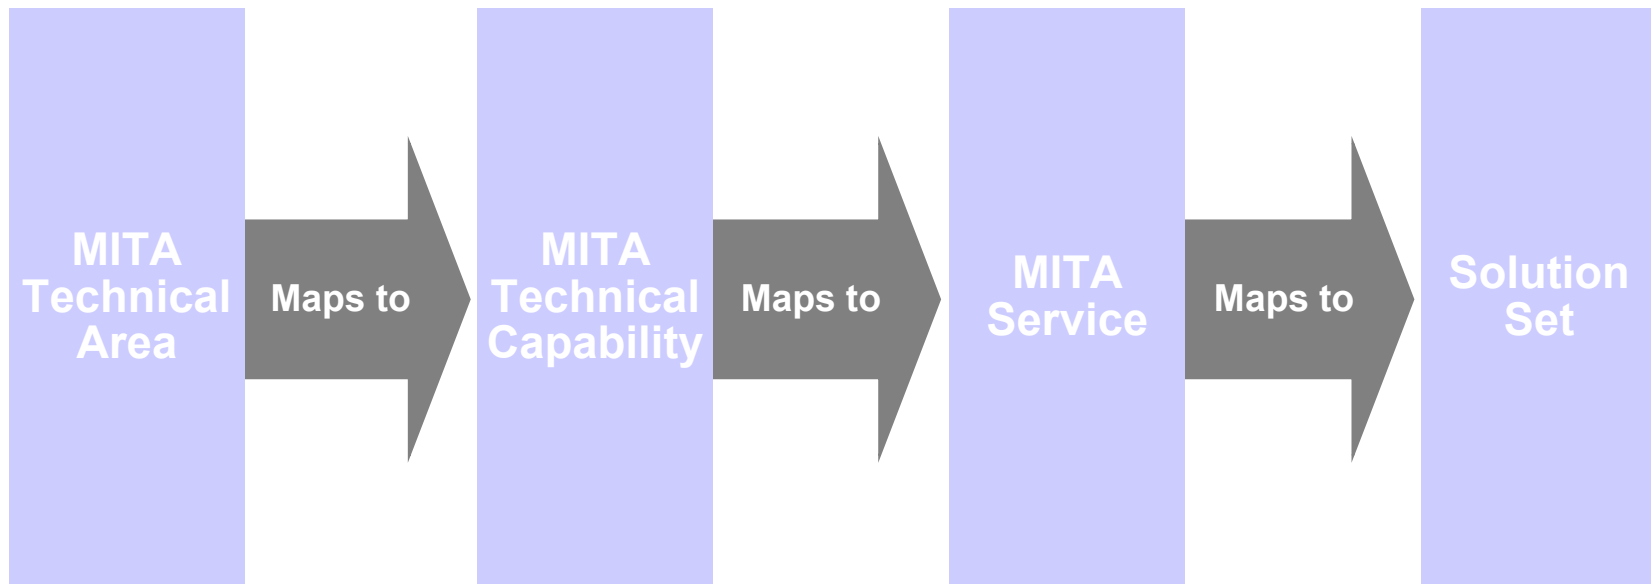 MITA
Technical
Area
Maps to
MITA
Technical
Capability
Maps to
MITA
Service
Maps to
Solution
Set